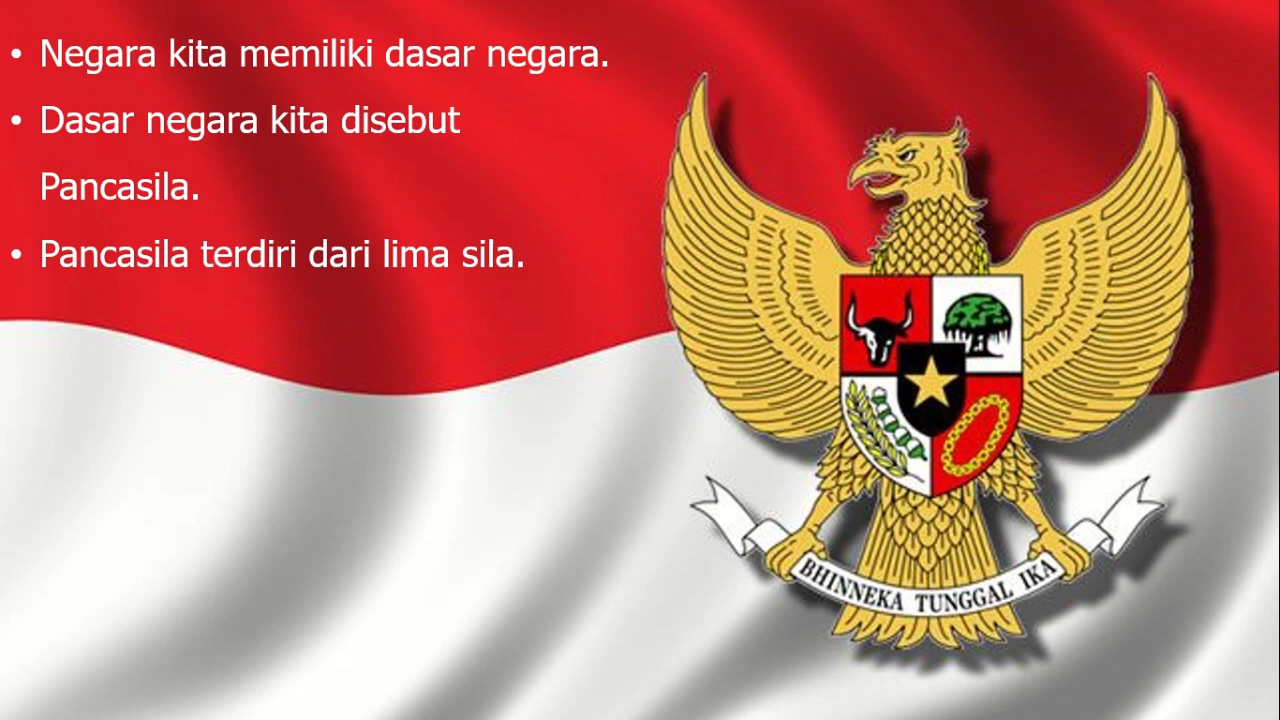 • Negara kita memiliki dasar negara.
• Dasar negara kita disebut
Pancasila.
• Pancasila terdiri dari lima sila.
BHINNEKA TUNGGAL IKA